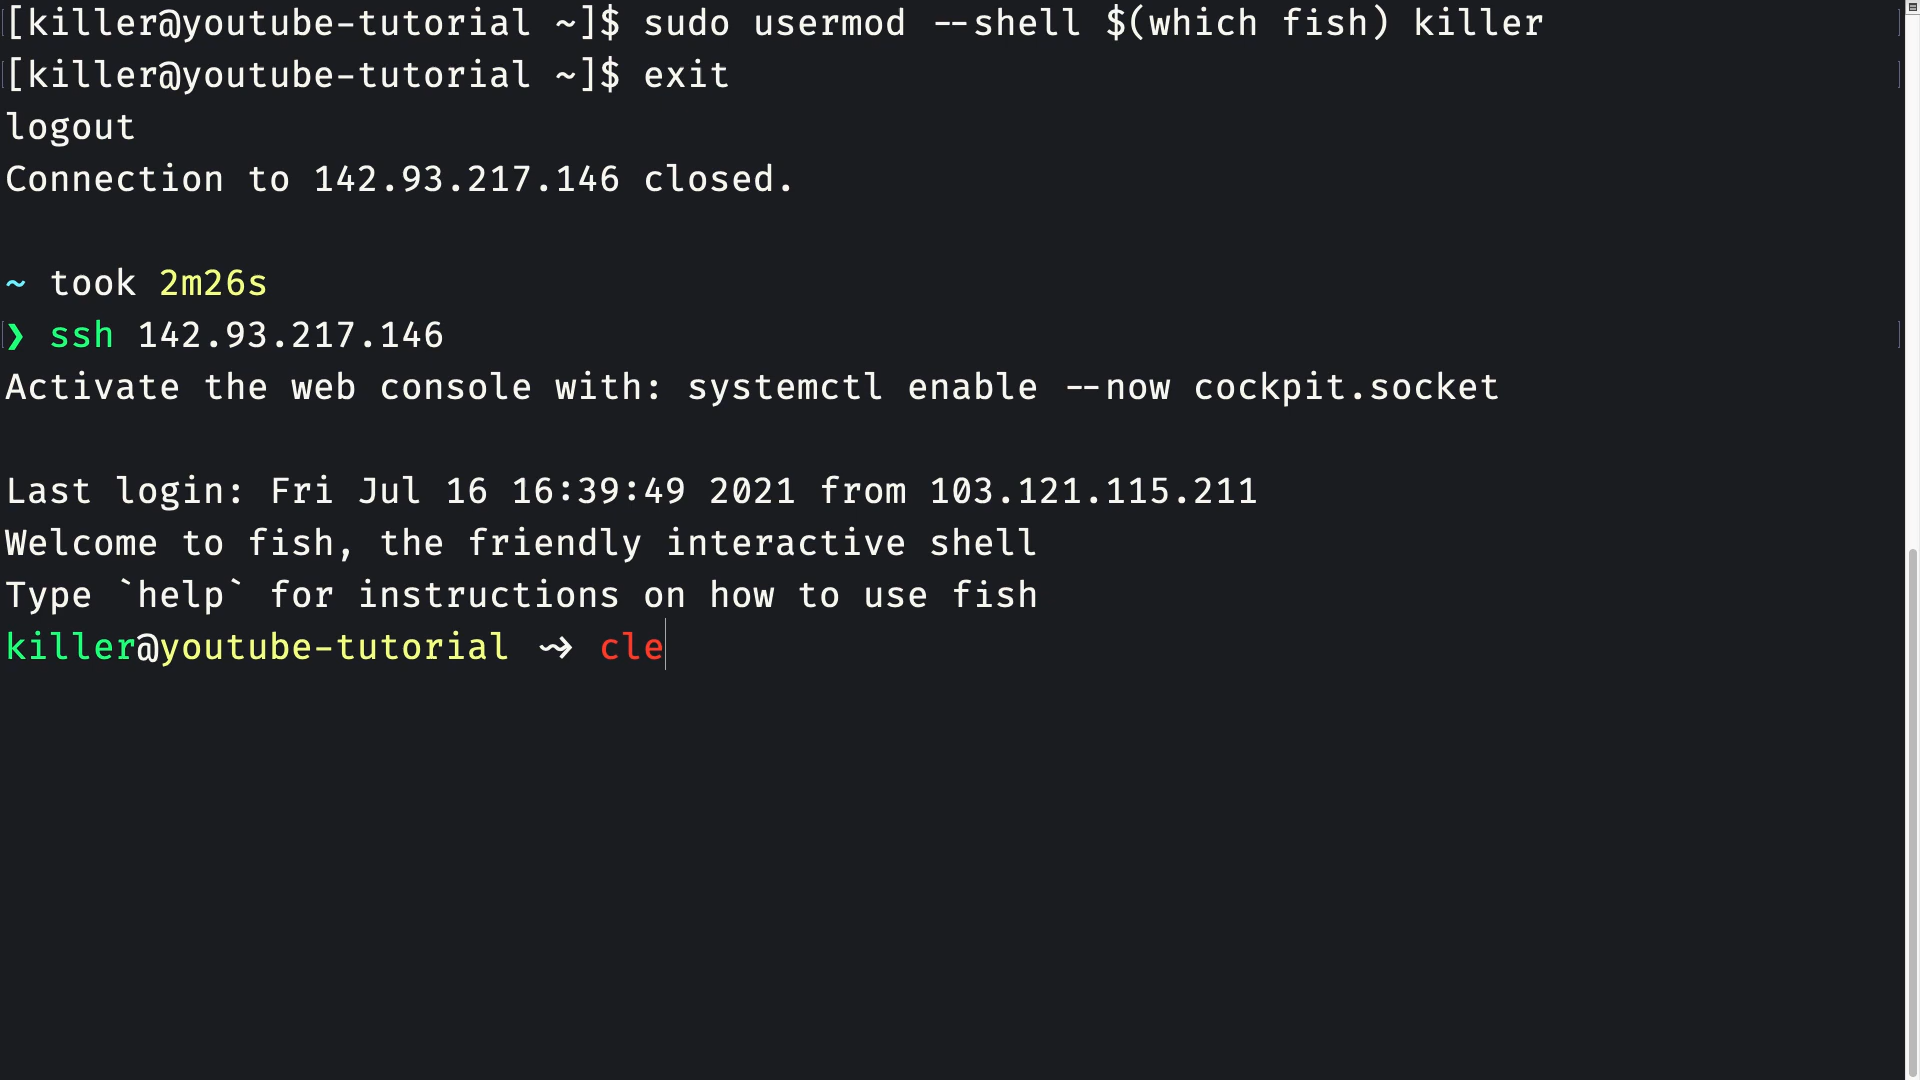 [killer@youtube-tutorial ~]$ sudo usermod --shell $(which fish) killer
[killer@youtube-tutorial ~]$ exit
logout
Connection to 142.93.217.146 closed.
~ took 2m26s
❯ ssh 142.93.217.146
Activate the web console with: systemctl enable --now cockpit.socket
Last login: Fri Jul 16 16:39:49 2021 from 103.121.115.211
Welcome to fish, the friendly interactive shell
Type `help` for instructions on how to use fish
killer@youtube-tutorial ~> cle